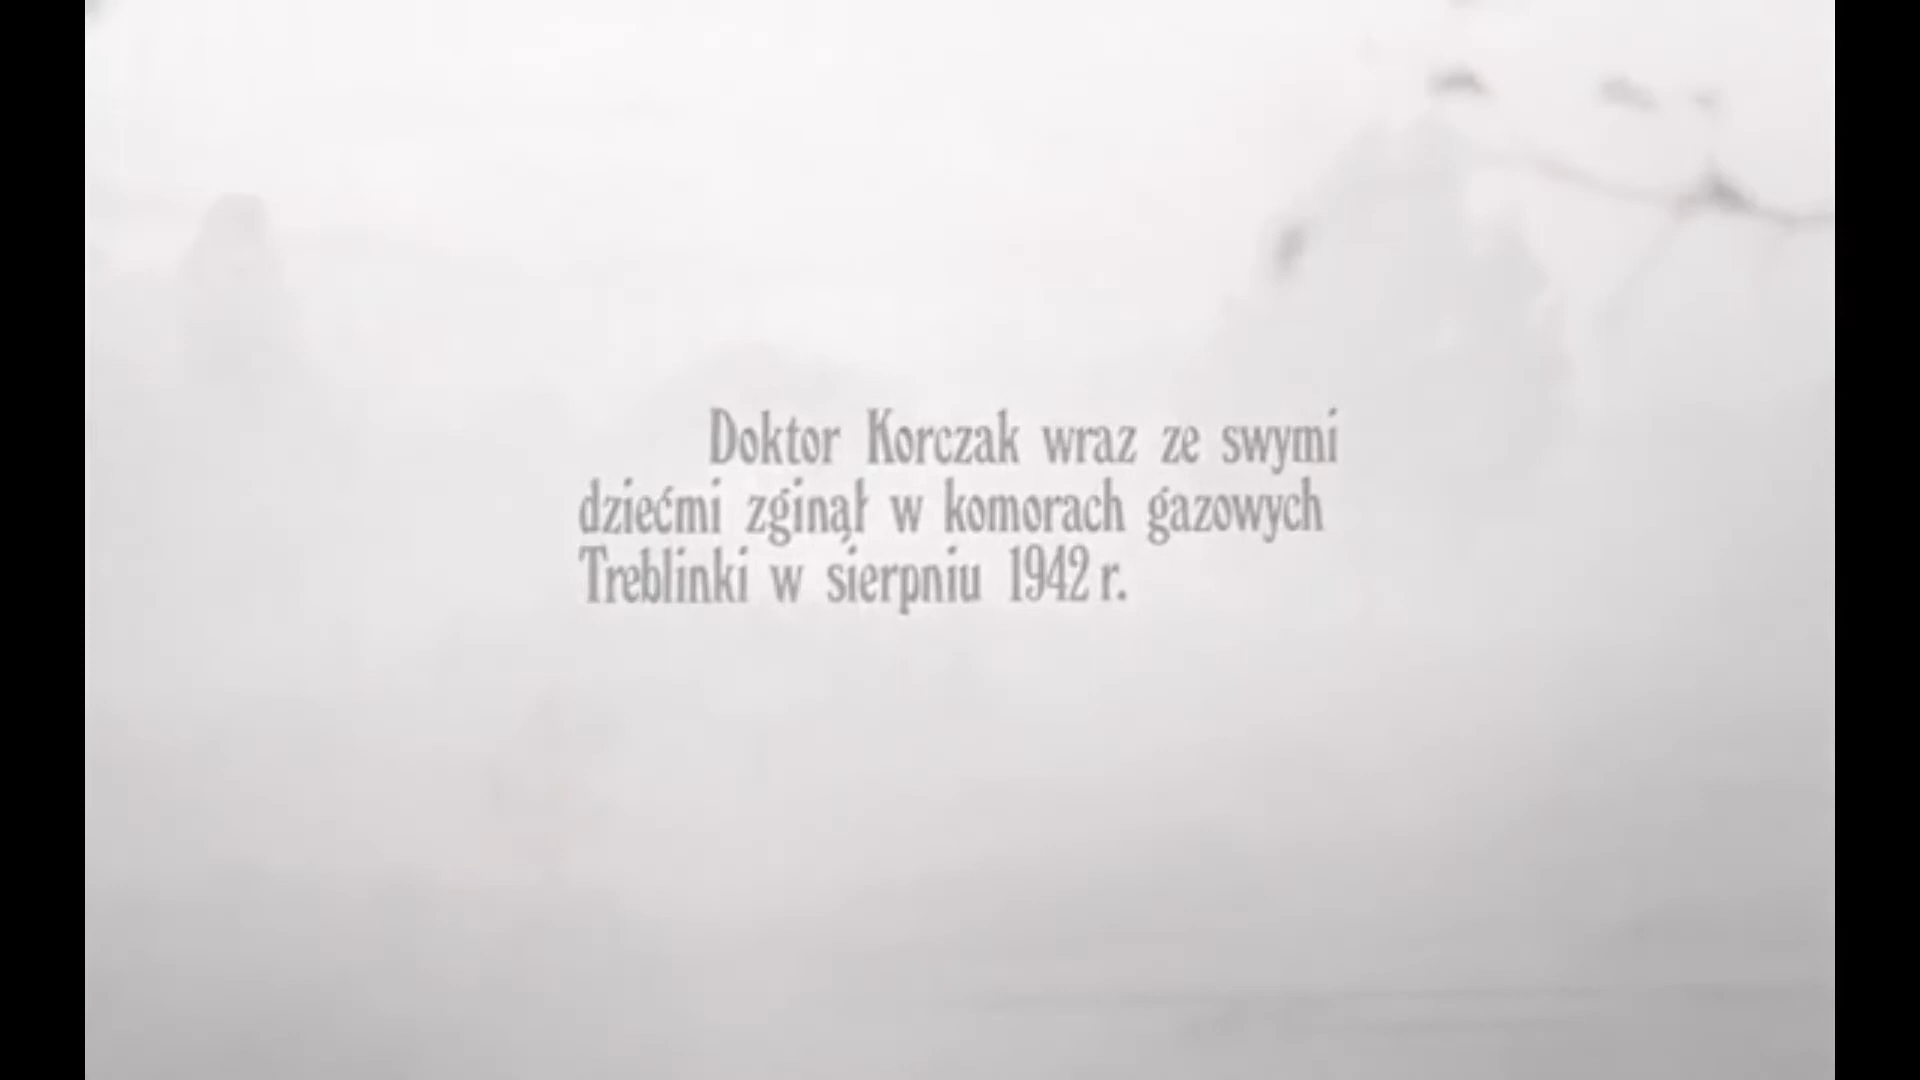 Doktor Korczak wraz ze swymi
dziećmi zginął w komorach gazowych
Treblinki w sierpniu 1942 r.